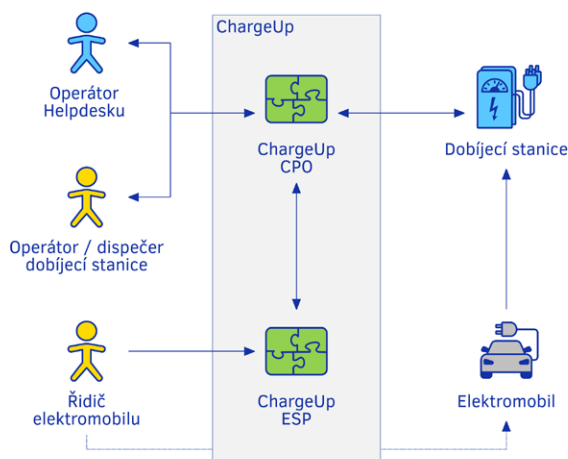 ChargeUp
Operátor
Helpdesku
ChargeUp
CPO
Dobíjecí stanice
Operátor / dispečer
dobíjecí stanice
Řidič
elektromobilu
ChargeUp
ESP
Elektromobil